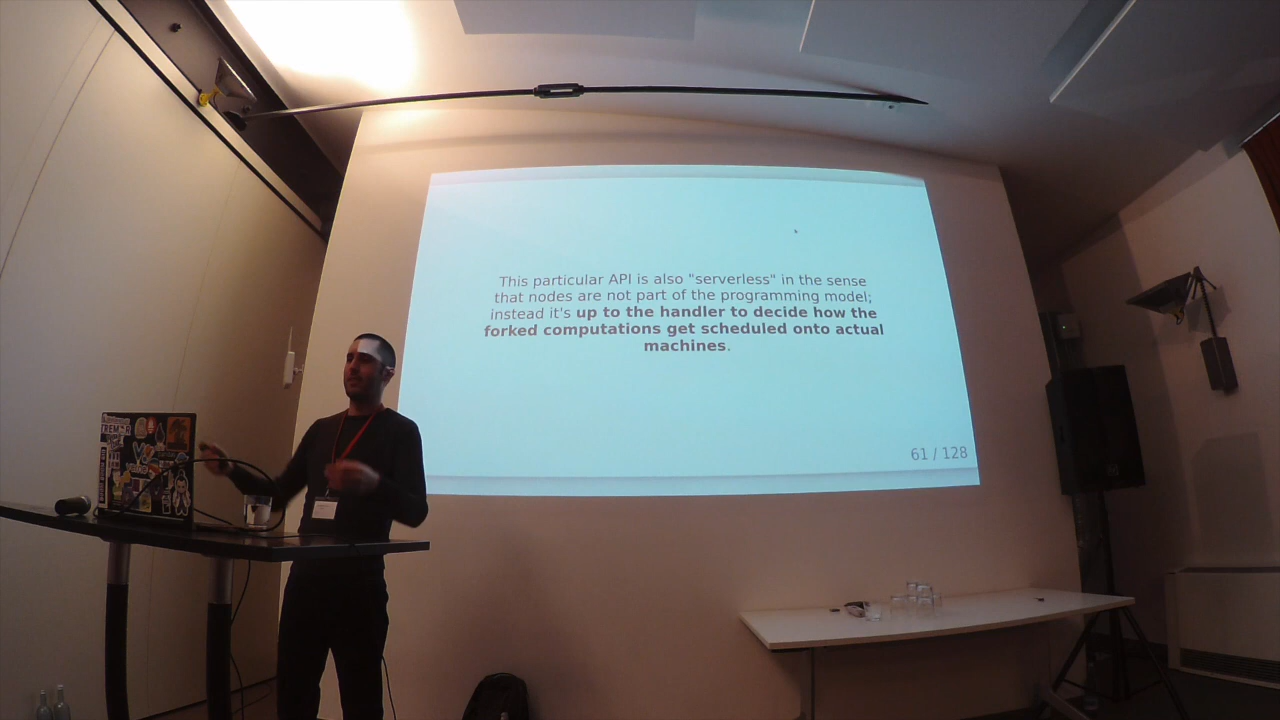 This particular API is also "serverless" in the sense
that nodes are not part of the programming model;
instead it's up to the handler to decide how the
forked computations get scheduled onto actual
machines.
61 / 128